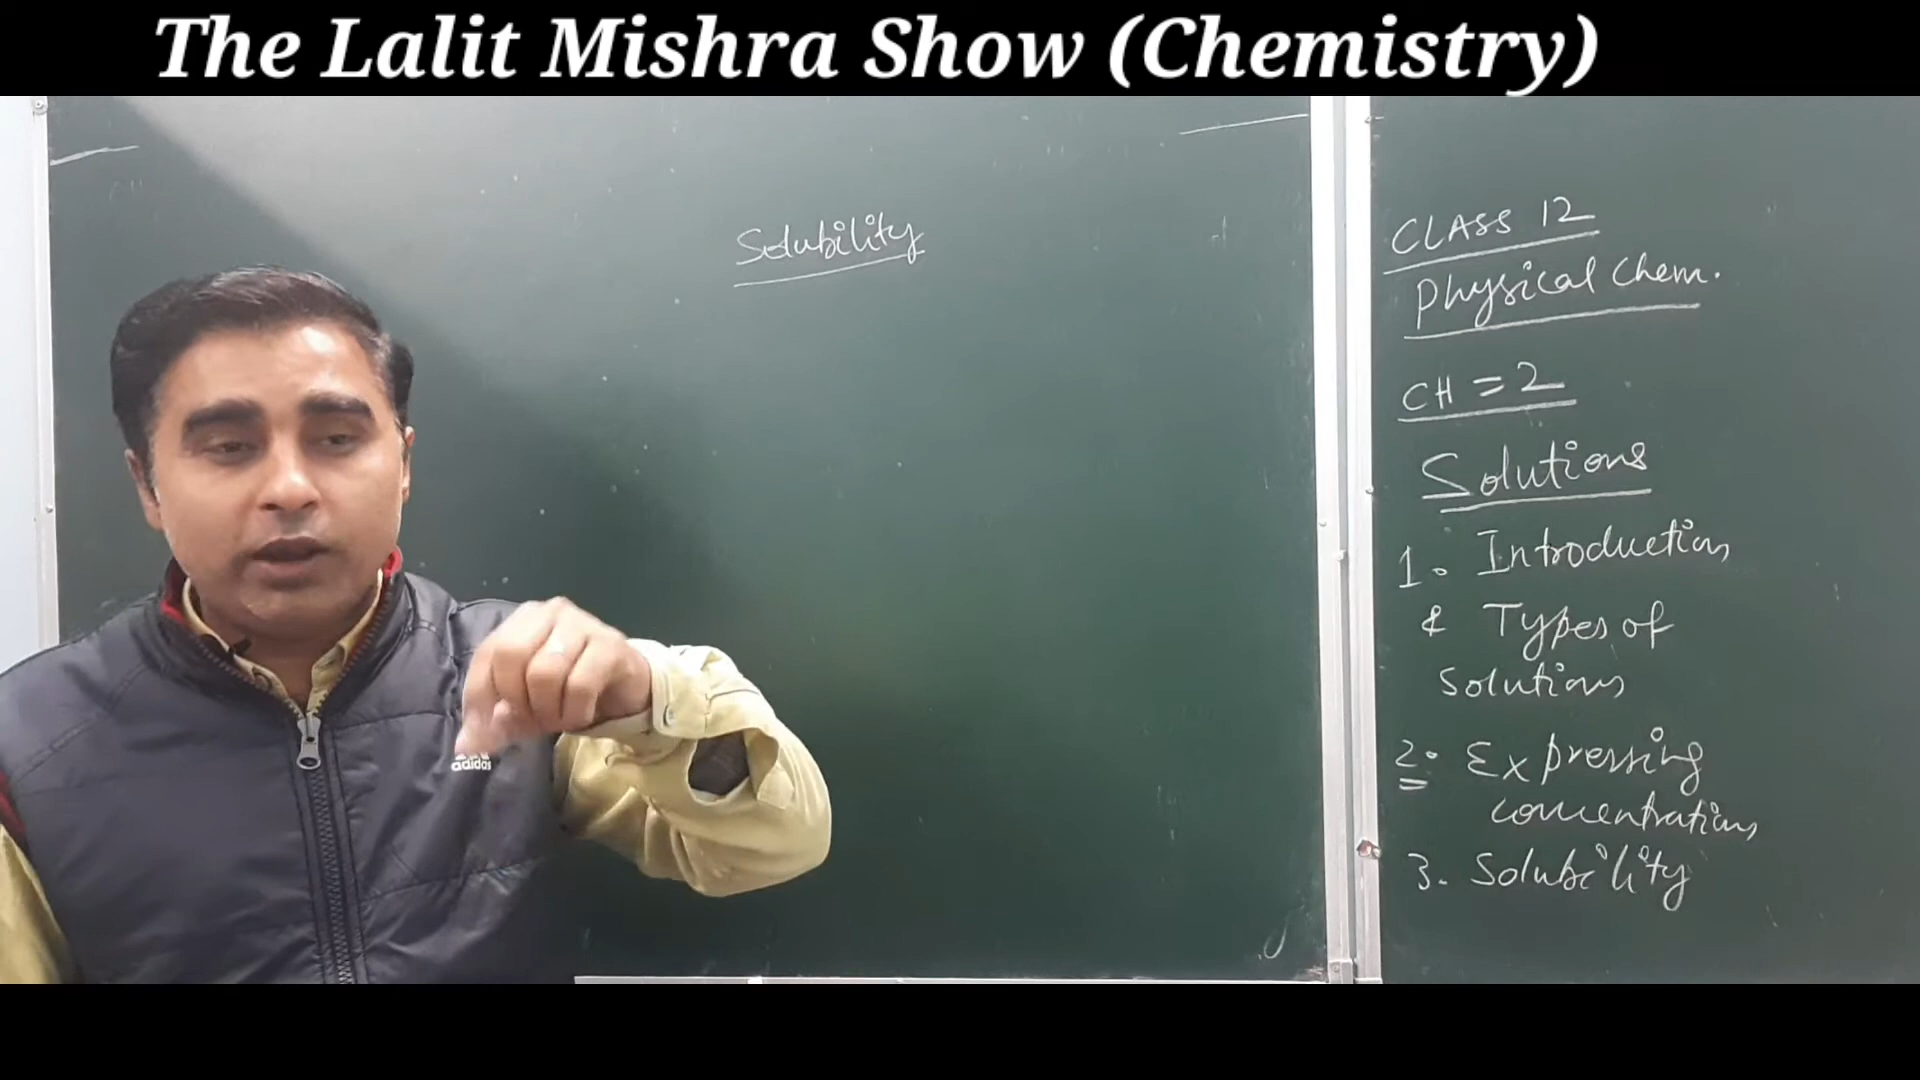 The Lalit Mishra Show (Chemistry)
Solubility
adidas
CLASS 12
Physical Chem.
CH = 2
Solutions
1. Introduction
& Types of
Solutions
2. Expressing
concentrations
3. Solubility